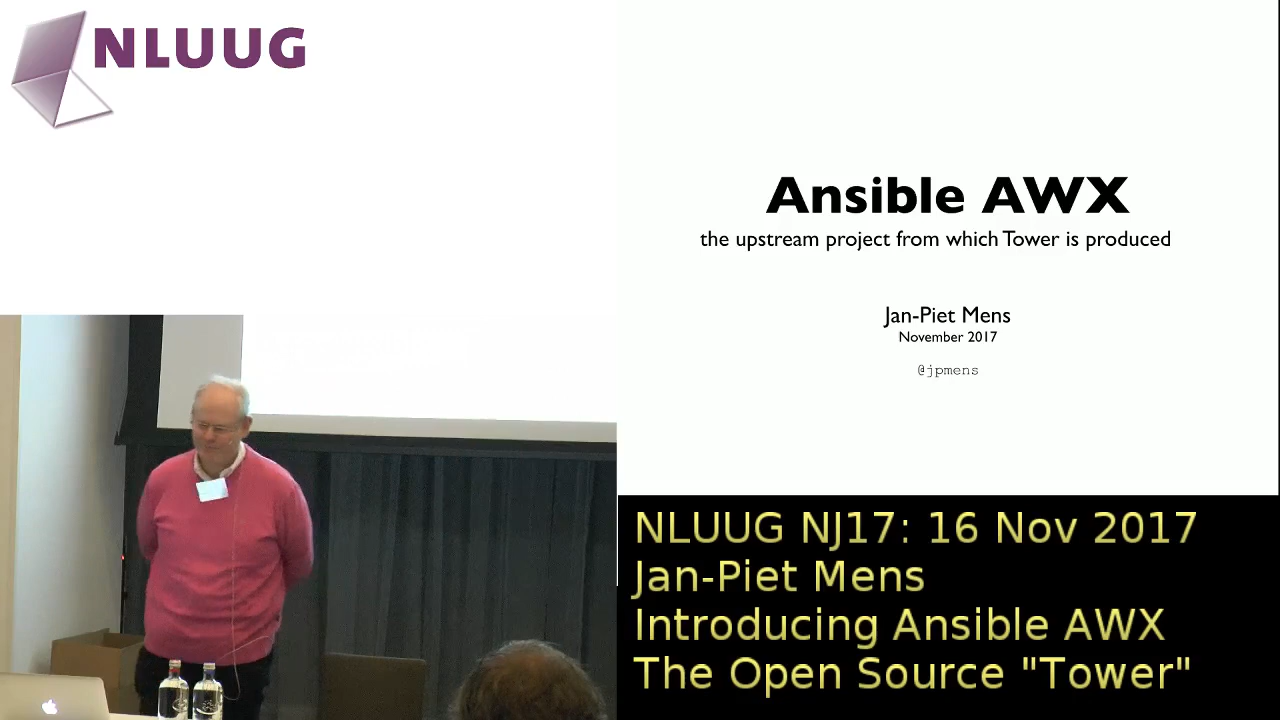 NLUUG
Ansible AWX
the upstream project from which Tower is produced
Jan-Piet Mens
November 2017
@jpmens
NLUUG NJ17: 16 Nov 2017
Jan-Piet Mens
Introducing Ansible AWX
The Open Source "Tower"